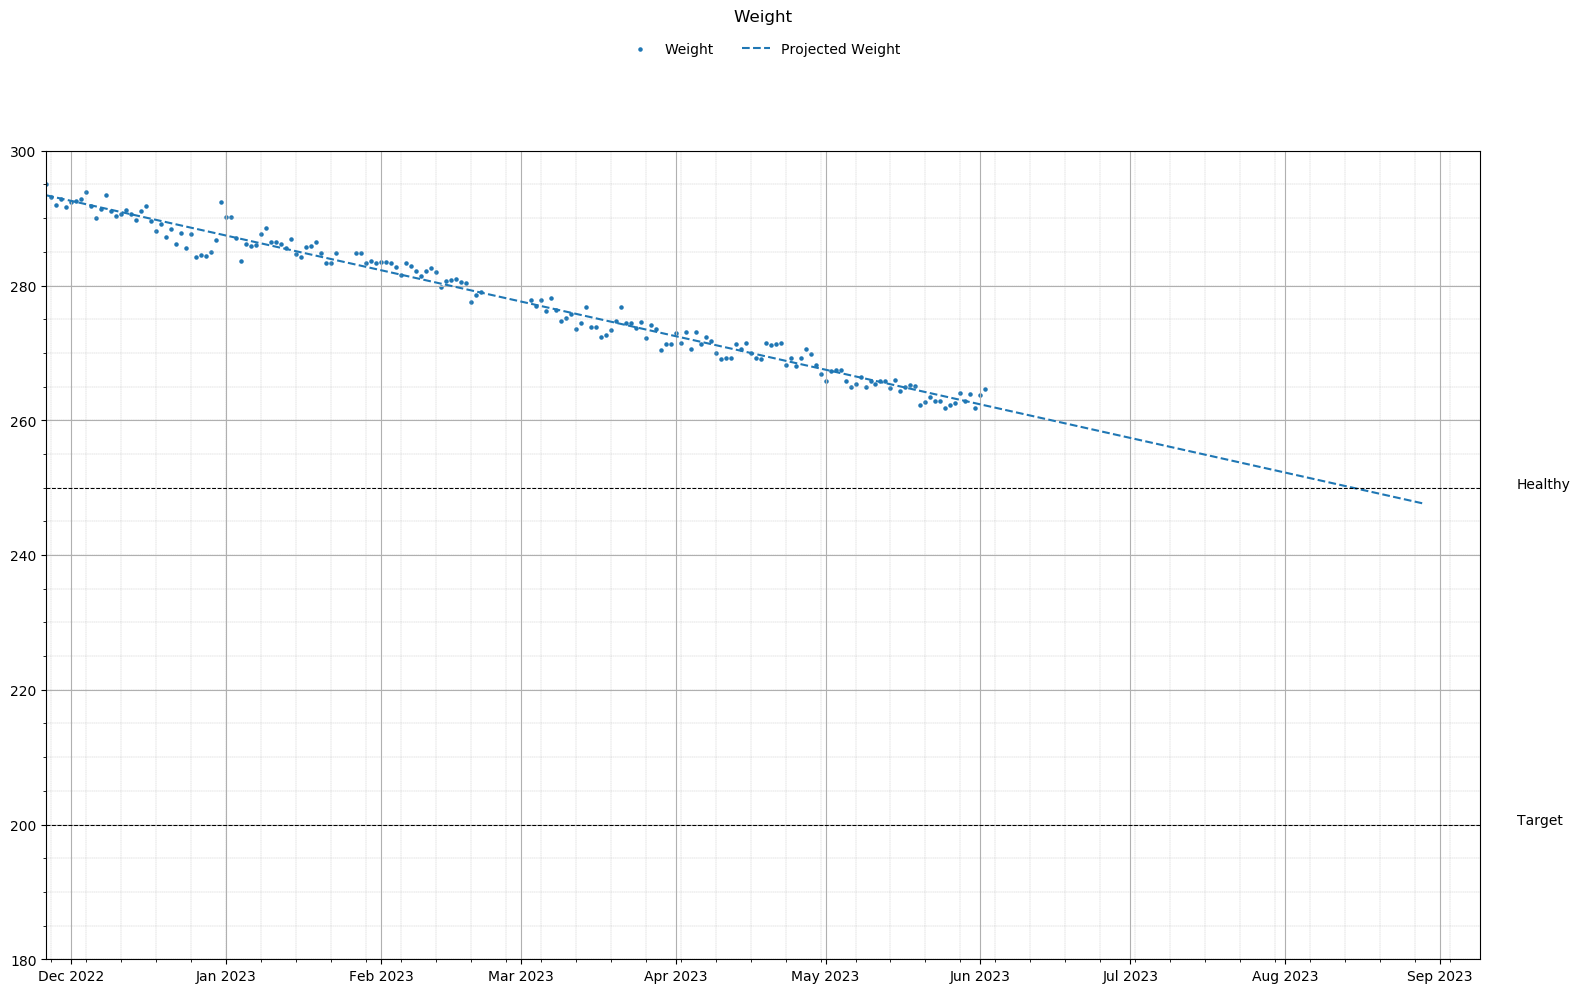 Weight
Weight
Projected Weight
300
280
260
240
220
200
180
Healthy
Target
Dec 2022
Jan 2023
Feb 2023
Mar 2023
Apr 2023
May 2023
Jun 2023
Jul 2023
Aug 2023
Sep 2023